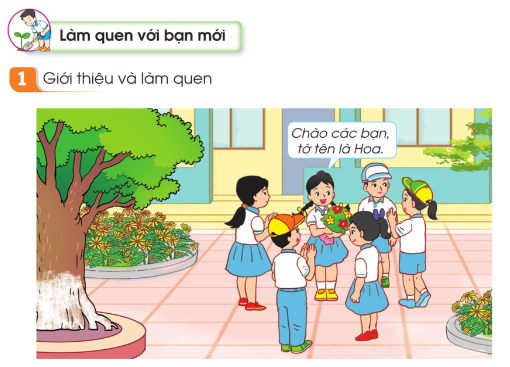 Làm quen với bạn mới
1 Giới thiệu và làm quen
Chào các bạn,
tớ tên là Hoa.